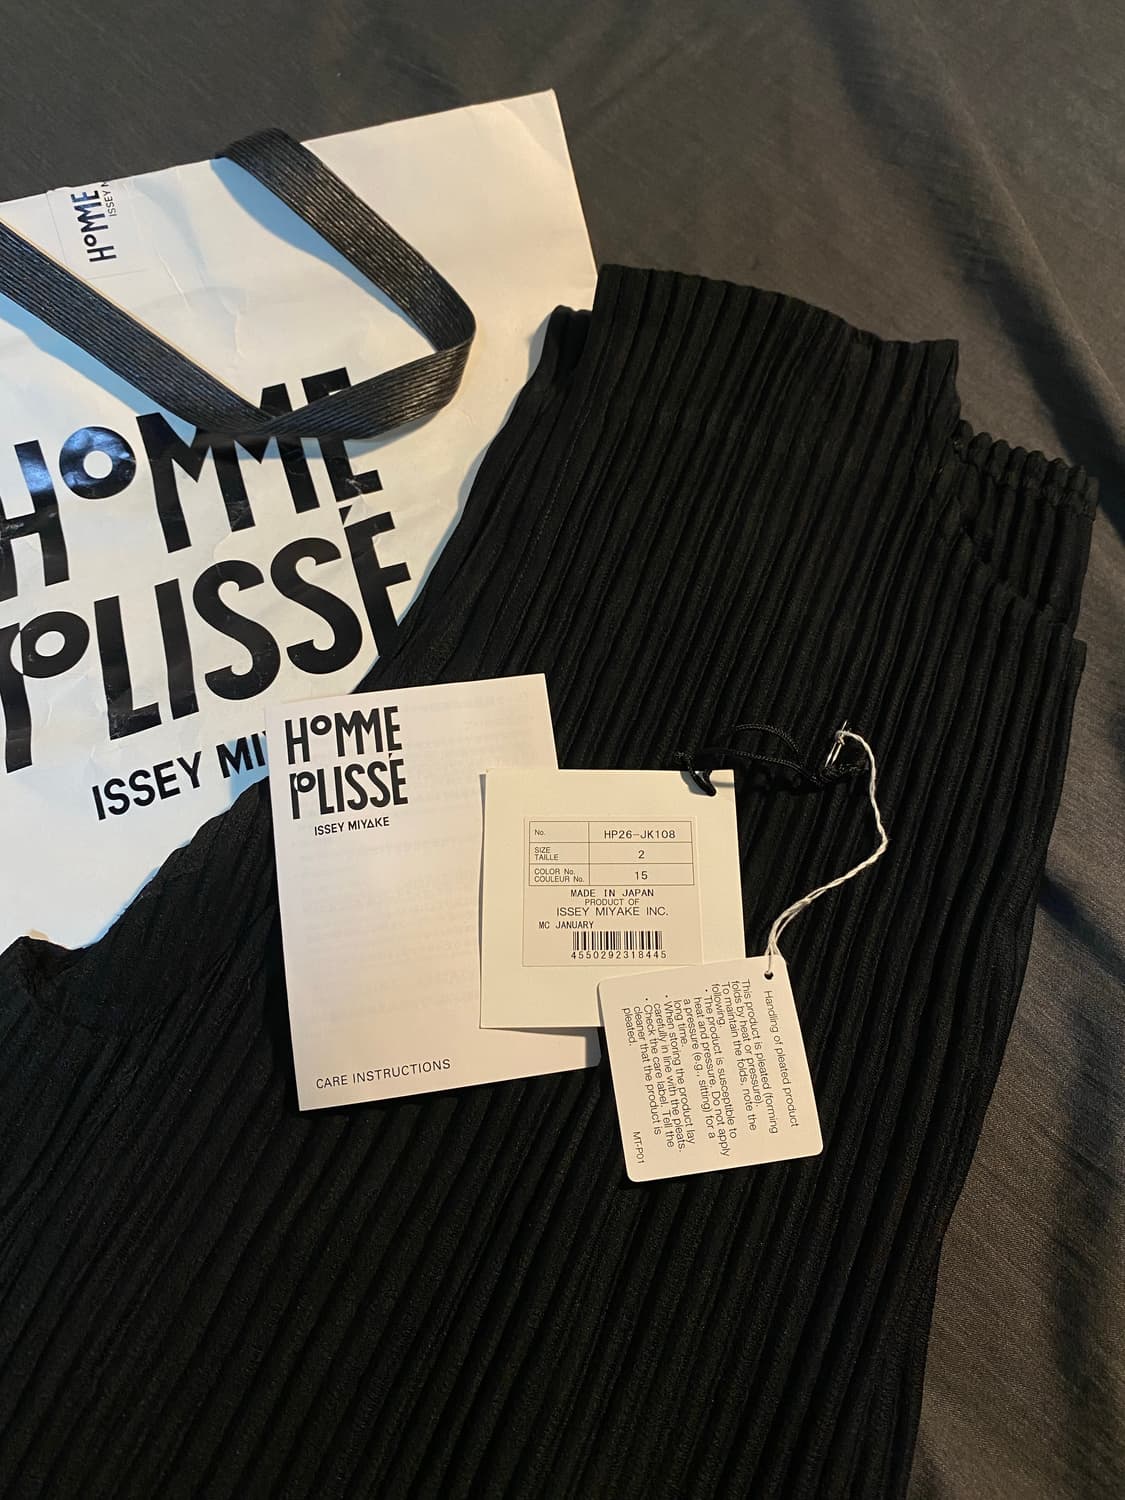 HOMME
ISSEY
HOMME
PLISSÉ
ISSEY MI
HOMME
PLISSÉ
ISSEY MIYAKE
CARE INSTRUCTIONS
No. HP26-JK108
SIZE
TAILLE 2
COLOR No.
COULEUR No. 15
MADE IN JAPAN
PRODUCT OF
ISSEY MIYAKE INC.
MC JANUARY
4550292318445
Handling of pleated product
This product is pleated (forming
folds by heat or pressure).
To maintain the folds, note the
following.
• The product is susceptible to
heat and pressure. Do not apply
a pressure (e.g., sitting) for a
long time.
• When storing the product lay
carefully in line with the pleats.
• Check the care label. Tell the
cleaner that the product is
pleated.
MT-P01